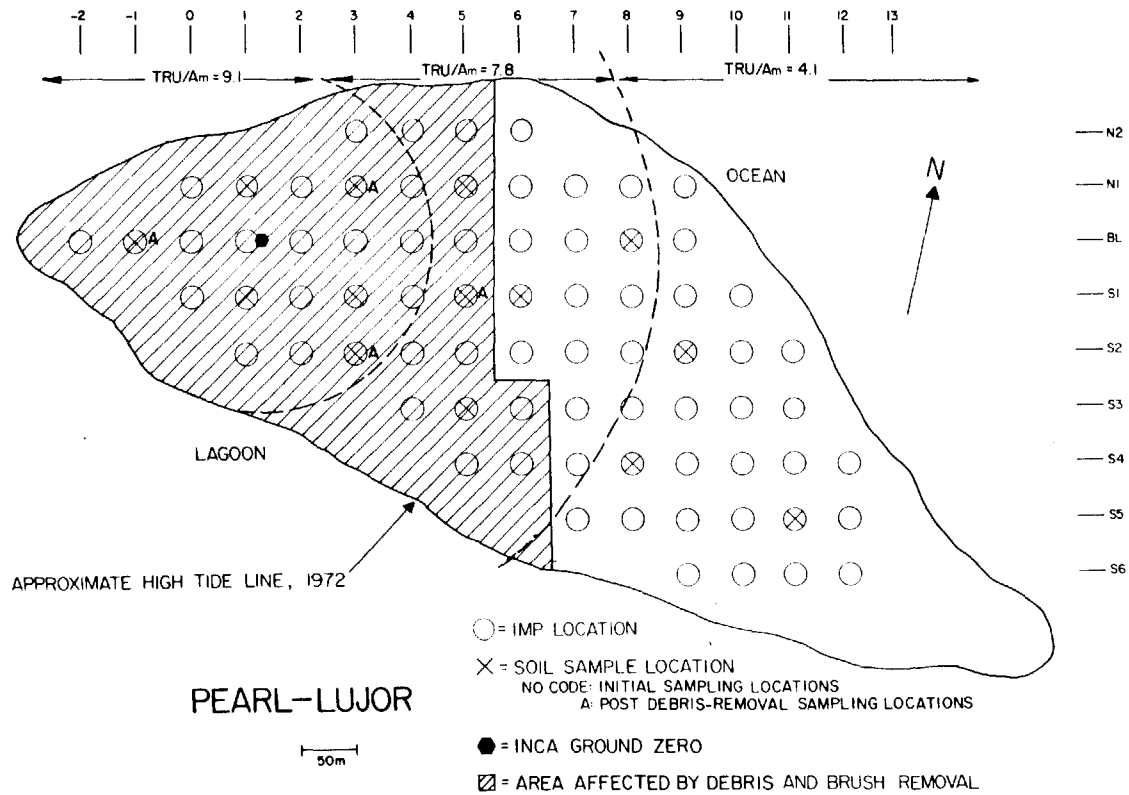 -2 -1 0 1 2 3 4 5 6 7 8 9 10 11 12 13
TRU/Am = 9.1 TRU/Am = 7.8 TRU/Am = 4.1
N2
OCEAN
N
A
N1
A
BL
A
S1
A
S2
S3
LAGOON
S4
S5
APPROXIMATE HIGH TIDE LINE, 1972
S6
= IMP LOCATION
= SOIL SAMPLE LOCATION
NO CODE: INITIAL SAMPLING LOCATIONS
A: POST DEBRIS-REMOVAL SAMPLING LOCATIONS
PEARL-LUJOR
50m
= INCA GROUND ZERO
= AREA AFFECTED BY DEBRIS AND BRUSH REMOVAL